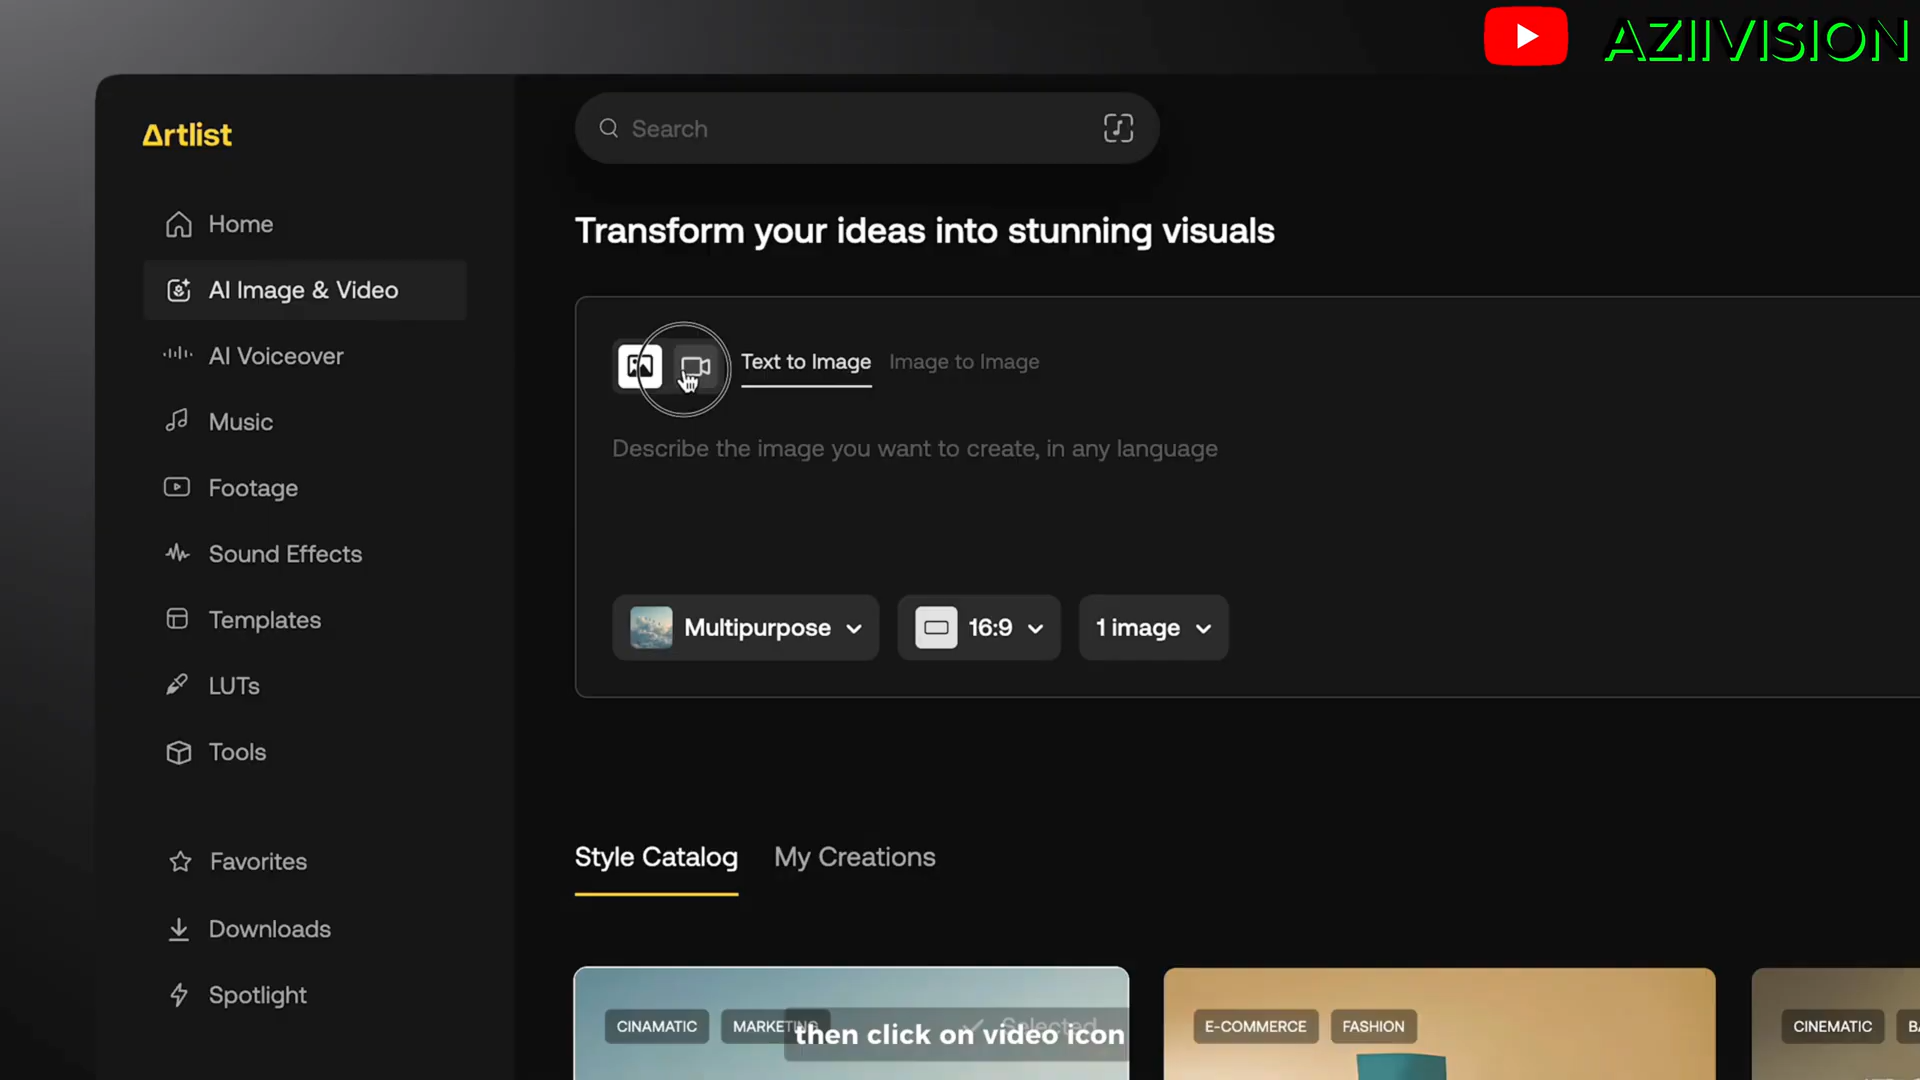 AZIIVISION
Artlist
Search
Home
AI Image & Video
AI Voiceover
Music
Footage
Sound Effects
Templates
LUTs
Tools
Favorites
Downloads
Spotlight
Transform your ideas into stunning visuals
Text to Image Image to Image
Describe the image you want to create, in any language
Multipurpose 16:9 1 image
Style Catalog My Creations
CINAMATIC MARKETING Selected
E-COMMERCE FASHION
CINEMATIC
then click on video icon